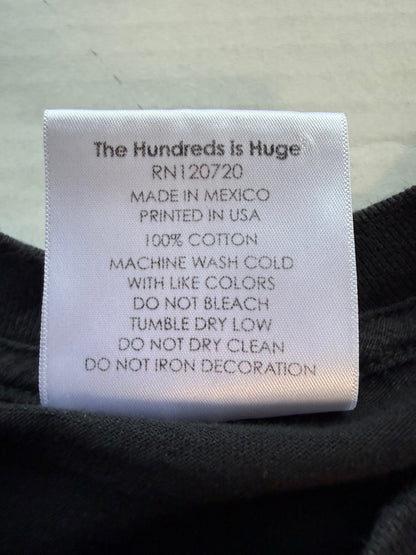 The Hundreds is Huge
RN120720
MADE IN MEXICO
PRINTED IN USA
100% COTTON
MACHINE WASH COLD
WITH LIKE COLORS
DO NOT BLEACH
TUMBLE DRY LOW
DO NOT DRY CLEAN
DO NOT IRON DECORATION